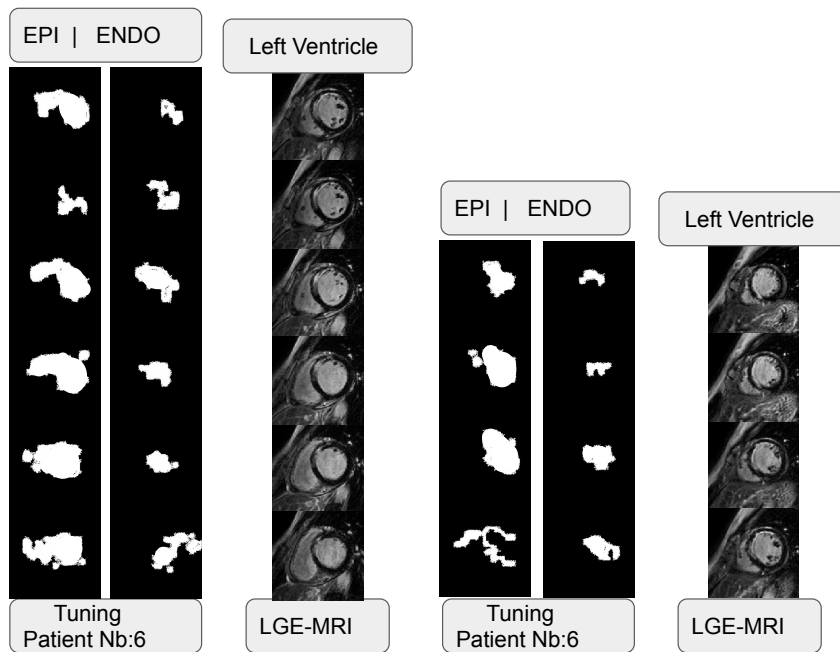 EPI | ENDO
Left Ventricle
Tuning
Patient Nb:6
LGE-MRI
EPI | ENDO
Left Ventricle
Tuning
Patient Nb:6
LGE-MRI